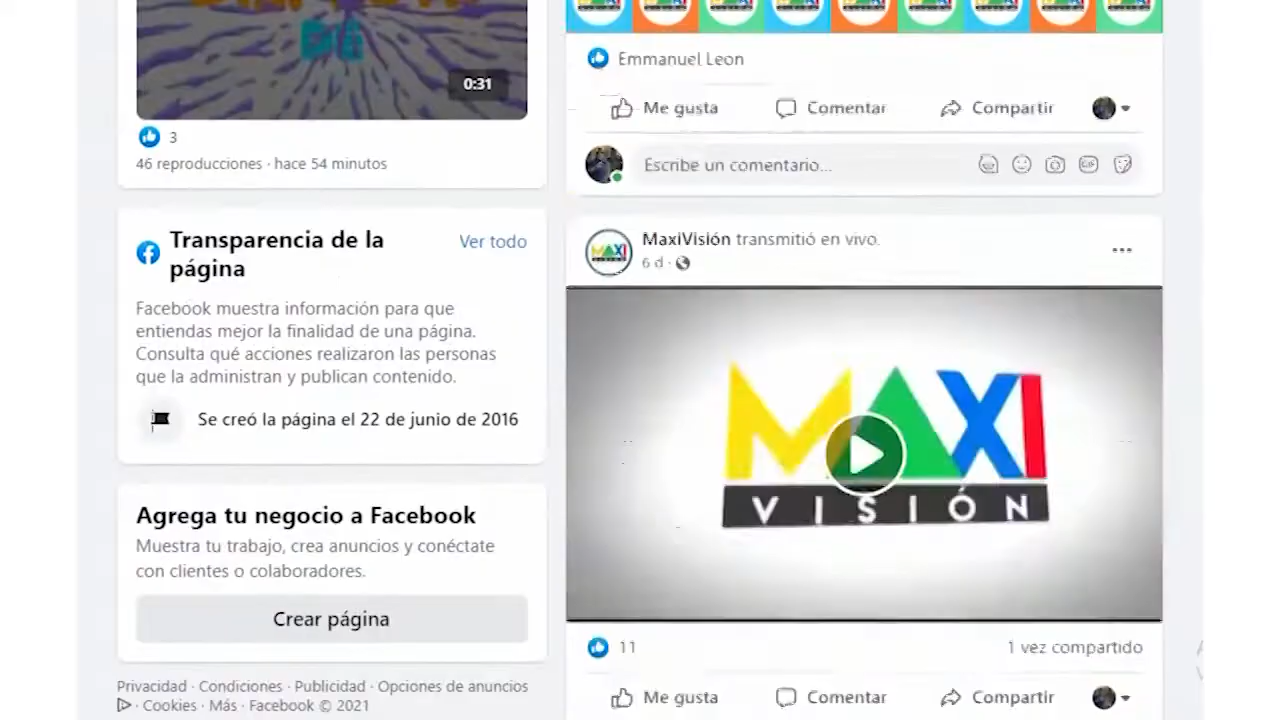 0:31
3
46 reproducciones · hace 54 minutos
Transparencia de la
página
Ver todo
Facebook muestra información para que
entiendas mejor la finalidad de una página.
Consulta qué acciones realizaron las personas
que la administran y publican contenido.
Se creó la página el 22 de junio de 2016
Agrega tu negocio a Facebook
Muestra tu trabajo, crea anuncios y conéctate
con clientes o colaboradores.
Crear página
Privacidad · Condiciones · Publicidad · Opciones de anuncios
· Cookies · Más · Facebook © 2021
Emmanuel Leon
Me gusta Comentar Compartir
Escribe un comentario...
GIF
MAXI
VISIÓN
MaxiVisión transmitió en vivo.
6 d ·
MAXI
VISIÓN
11
1 vez compartido
Me gusta Comentar Compartir